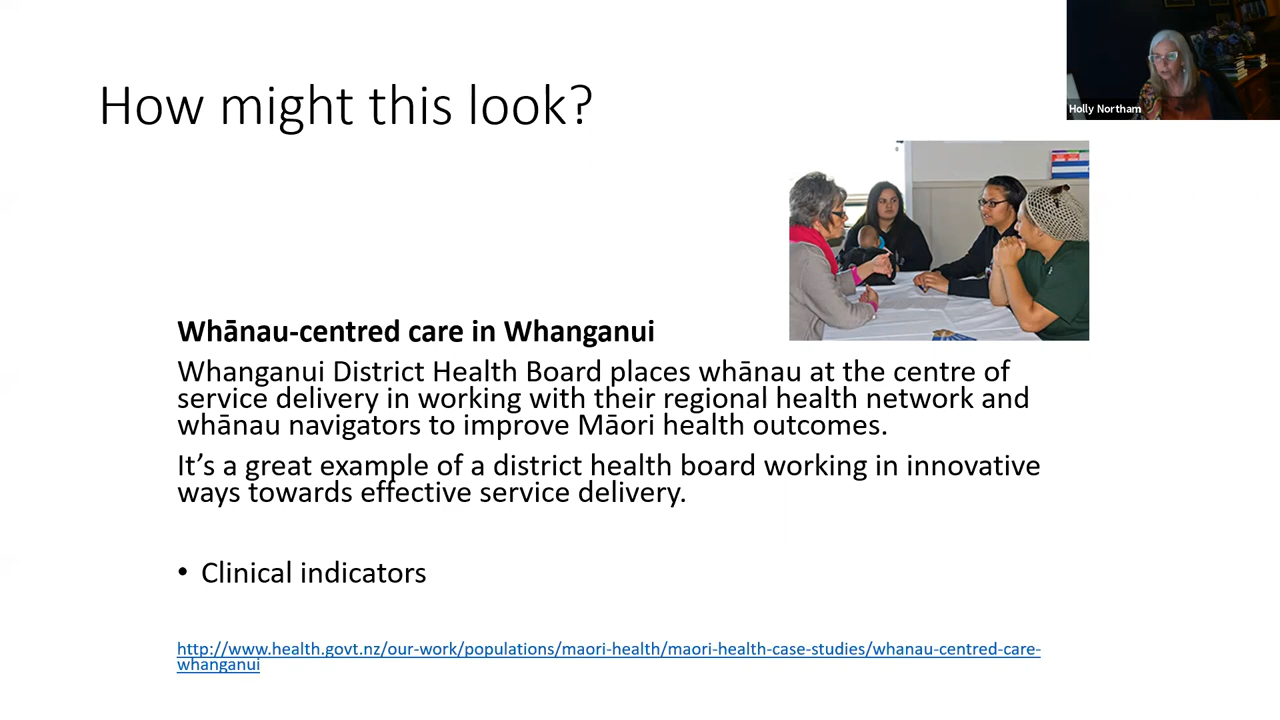 How might this look?
Holly Northam
Whānau-centred care in Whanganui
Whanganui District Health Board places whānau at the centre of
service delivery in working with their regional health network and
whānau navigators to improve Māori health outcomes.
It’s a great example of a district health board working in innovative
ways towards effective service delivery.
• Clinical indicators
http://www.health.govt.nz/our-work/populations/maori-health/maori-health-case-studies/whanau-centred-care-
whanganui